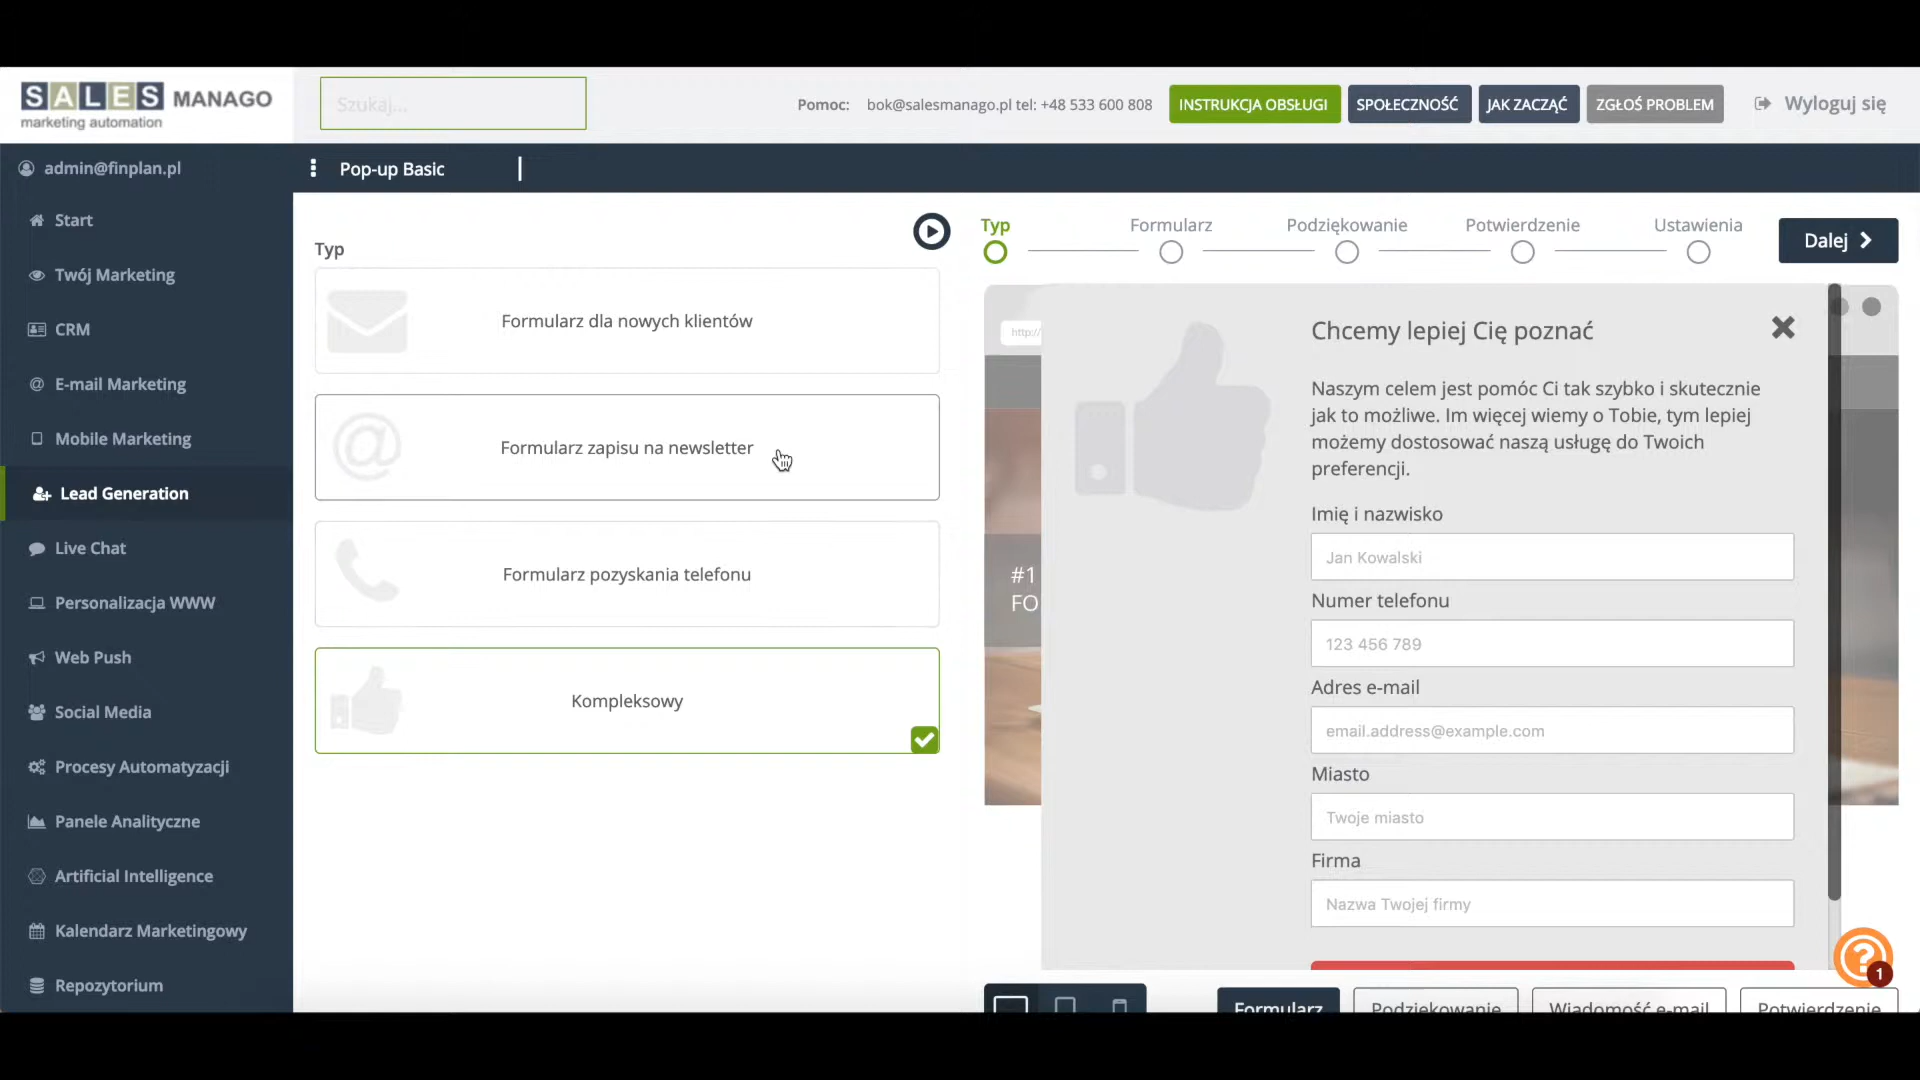 SALES MANAGO
marketing automation
Szukaj...
Pomoc: bok@salesmanago.pl tel: +48 533 600 808
INSTRUKCJA OBSŁUGI
SPOŁECZNOŚĆ
JAK ZACZĄĆ
ZGŁOŚ PROBLEM
Wyloguj się
admin@finplan.pl
Pop-up Basic
Start
Twój Marketing
CRM
E-mail Marketing
Mobile Marketing
Lead Generation
Live Chat
Personalizacja WWW
Web Push
Social Media
Procesy Automatyzacji
Panele Analityczne
Artificial Intelligence
Kalendarz Marketingowy
Repozytorium
Typ
Formularz dla nowych klientów
Formularz zapisu na newsletter
Formularz pozyskania telefonu
Kompleksowy
Typ
Formularz
Podziękowanie
Potwierdzenie
Ustawienia
Dalej
http://
#1
FO
Chcemy lepiej Cię poznać
Naszym celem jest pomóc Ci tak szybko i skutecznie
jak to możliwe. Im więcej wiemy o Tobie, tym lepiej
możemy dostosować naszą usługę do Twoich
preferencji.
Imię i nazwisko
Jan Kowalski
Numer telefonu
123 456 789
Adres e-mail
email.address@example.com
Miasto
Twoje miasto
Firma
Nazwa Twojej firmy
1
Formularz
Podziękowanie
Wiadomość e-mail
Potwierdzenie